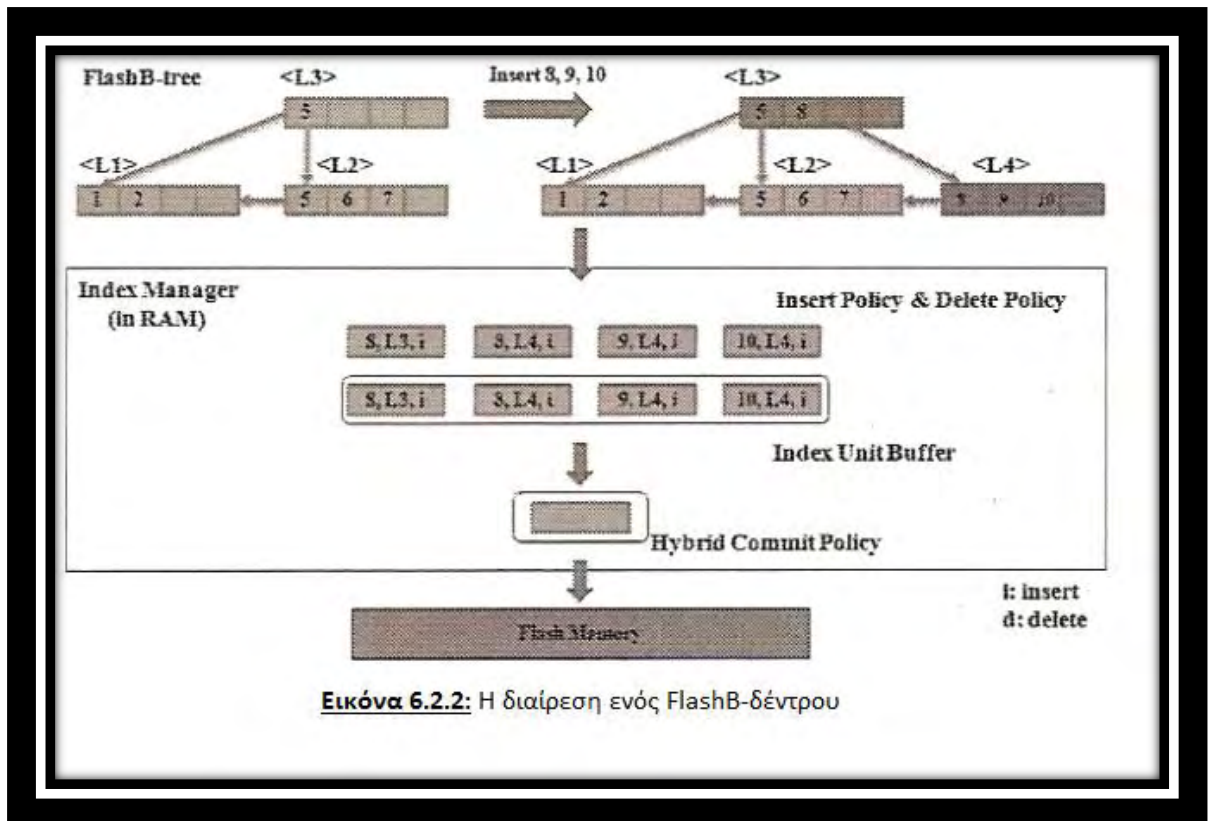 FlashB-tree <L3> Insert 8, 9, 10 <L3>
5 5 8
<L1> <L2> <L1> <L2> <L4>
1 2 5 6 7 1 2 5 6 7 8 9 10
Index Manager
(in RAM)
Insert Policy & Delete Policy
8, L3, i 8, L4, i 9, L4, i 10, L4, i
8, L3, i 8, L4, i 9, L4, i 10, L4, i
Index Unit Buffer
Hybrid Commit Policy
i: insert
d: delete
Flash Memory
Εικόνα 6.2.2: Η διαίρεση ενός FlashB-δέντρου